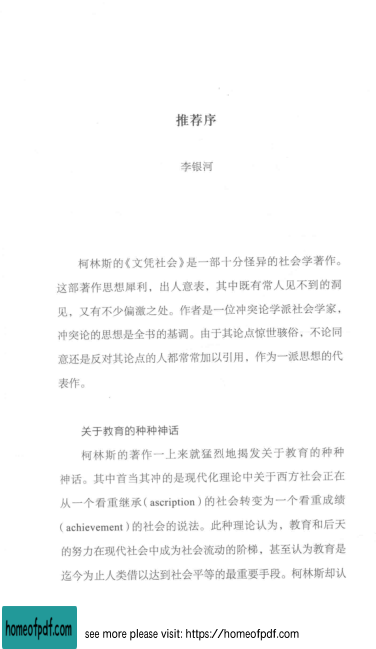 推荐序
李银河
柯林斯的《文凭社会》是一部十分怪异的社会学著作。
这部著作思想犀利，出人意表，其中既有常人见不到的洞
见，又有不少偏激之处。作者是一位冲突论学派社会学家，
冲突论的思想是全书的基调。由于其论点惊世骇俗，不论同
意还是反对其论点的人都常常加以引用，作为一派思想的代
表作。
关于教育的种种神话
柯林斯的著作一上来就猛烈地揭发关于教育的种种
神话。其中首当其冲的是现代化理论中关于西方社会正在
从一个看重继承（ascription）的社会转变为一个看重成绩
（achievement）的社会的说法。此种理论认为，教育和后天
的努力在现代社会中成为社会流动的阶梯，甚至认为教育是
迄今为止人类借以达到社会平等的最重要手段。柯林斯却认
homeofpdf.com
see more please visit: https://homeofpdf.com